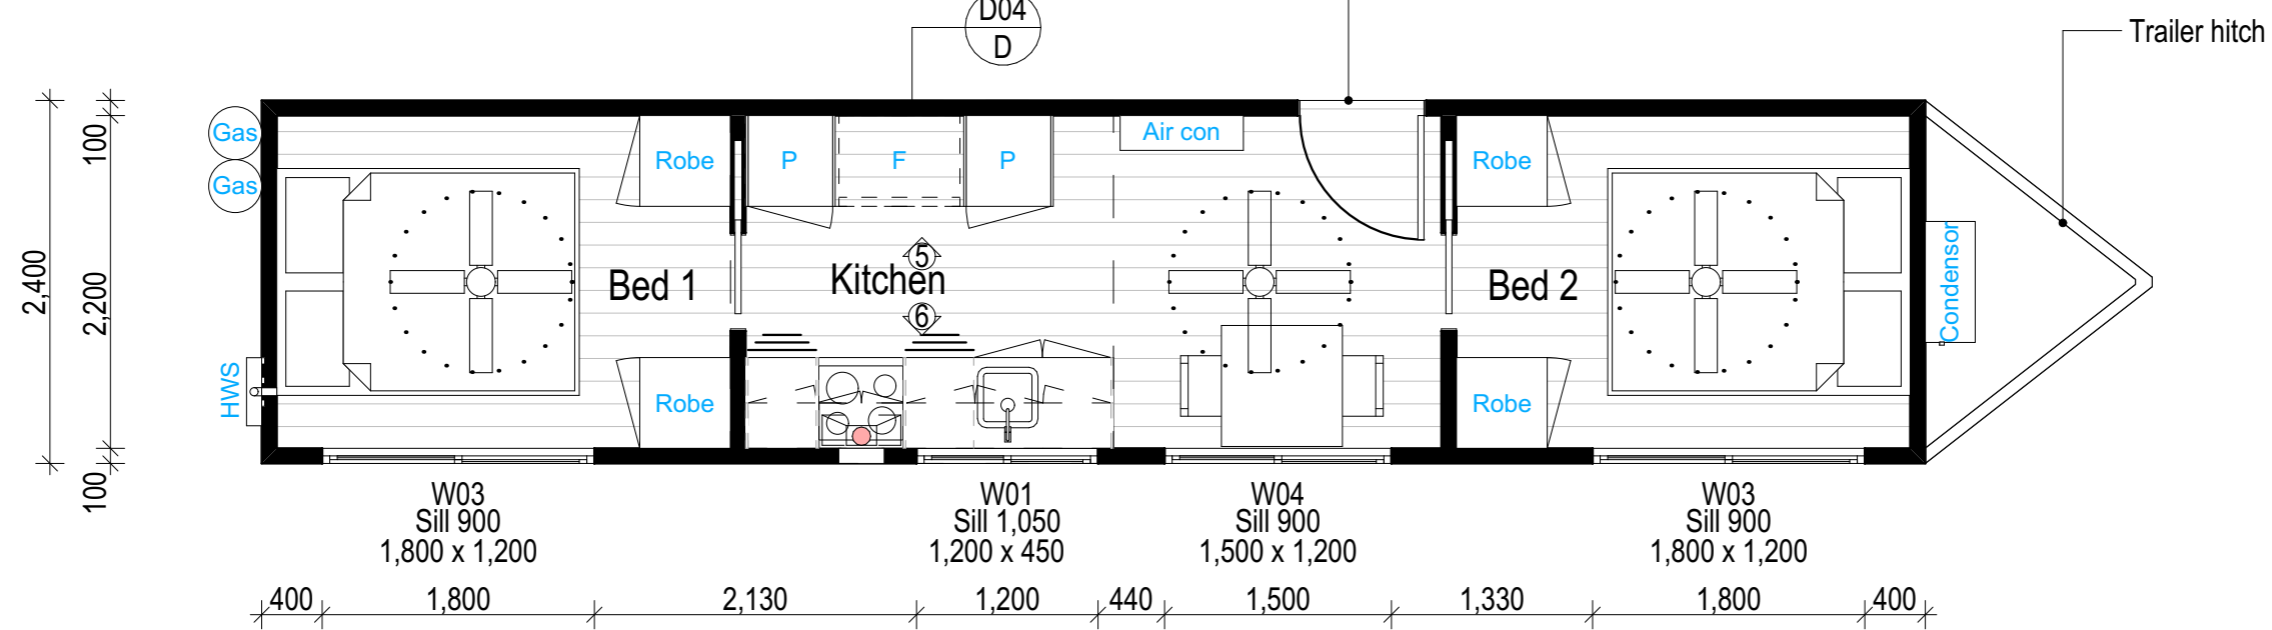 D04
D
Trailer hitch
Gas
Gas
Robe
P
F
P
Air con
Robe
100
2,400
2,200
100
Bed 1
Kitchen
5
6
Bed 2
Condensor
HWS
Robe
Robe
W03
Sill 900
1,800 x 1,200
W01
Sill 1,050
1,200 x 450
W04
Sill 900
1,500 x 1,200
W03
Sill 900
1,800 x 1,200
400
1,800
2,130
1,200
440
1,500
1,330
1,800
400